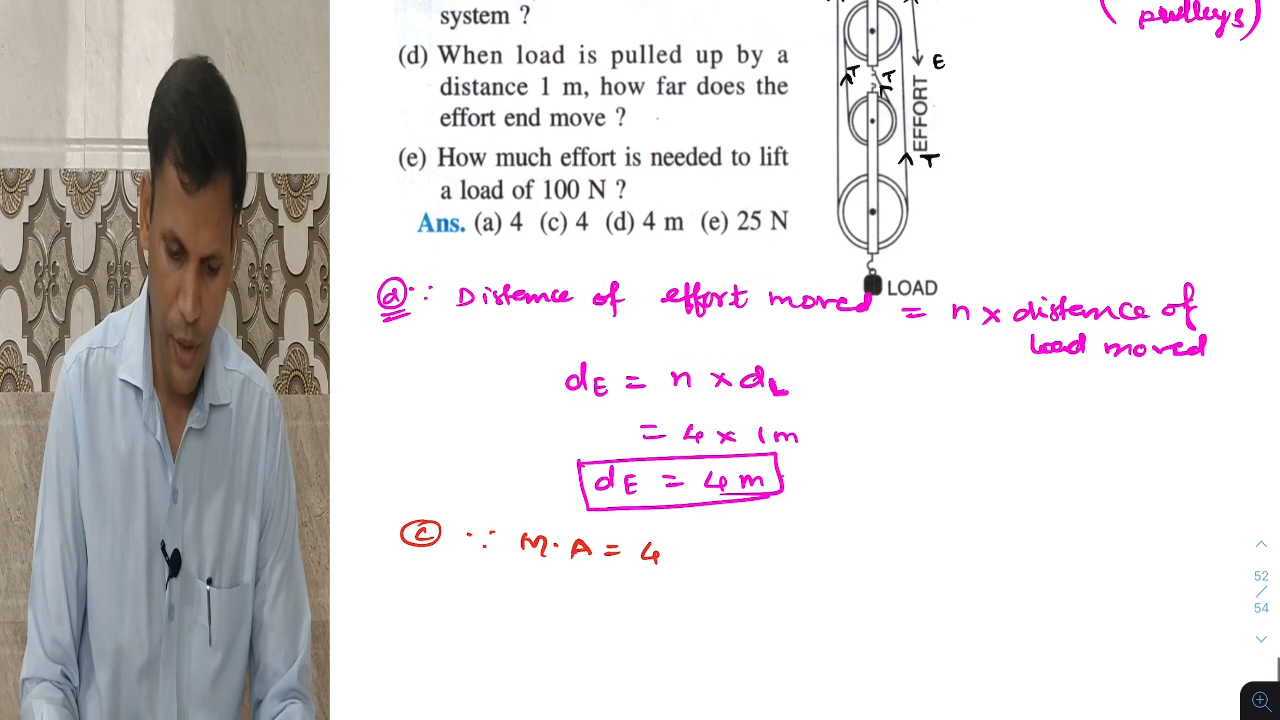 system ?
pulleys)
(d) When load is pulled up by a
distance 1 m, how far does the
effort end move ?
(e) How much effort is needed to lift
a load of 100 N ?
Ans. (a) 4 (c) 4 (d) 4 m (e) 25 N
E
T
T
EFFORT
T
LOAD
(d) ∵ Distance of effort moved = n × distance of
load moved
dE = n × dL
= 4 × 1m
dE = 4m
(c) ∵ M.A = 4
52
/
54